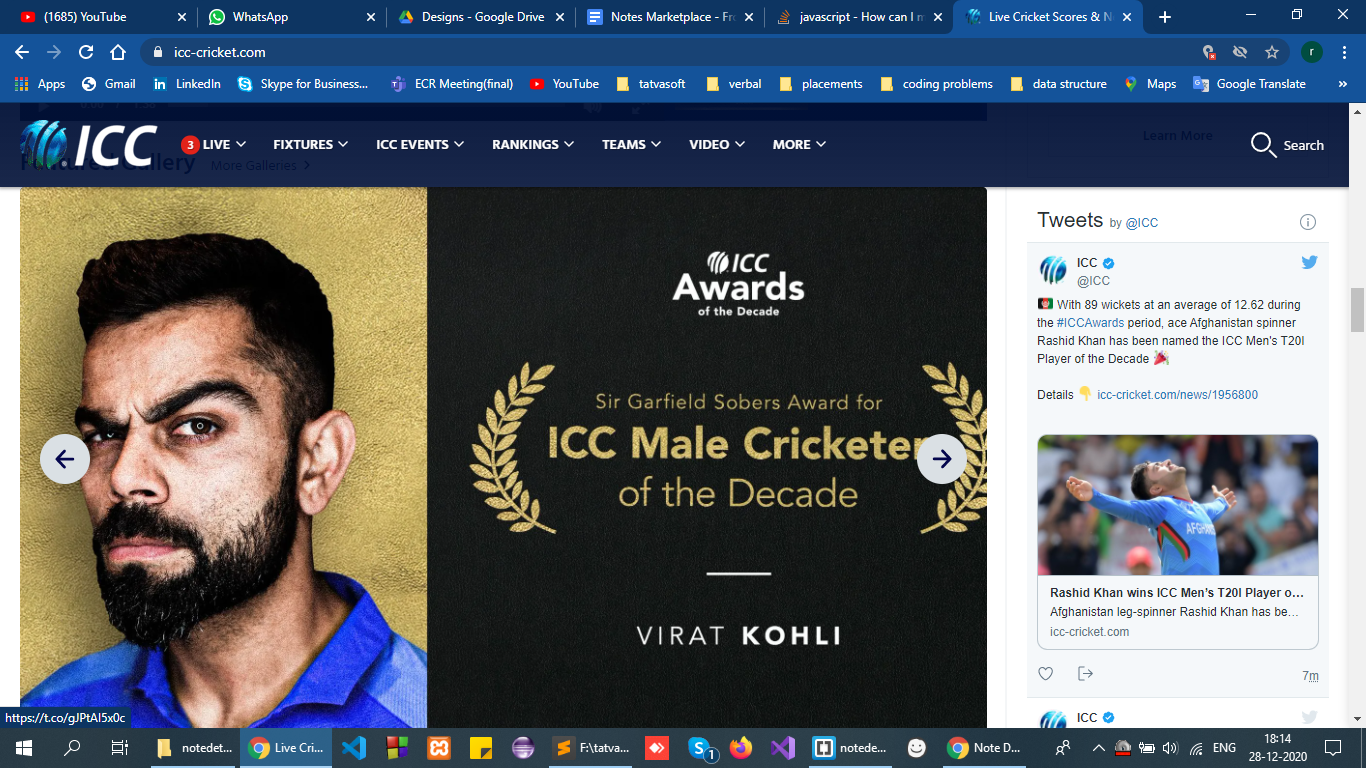 (1685) YouTube
WhatsApp
Designs - Google Drive
Notes Marketplace - Fr
javascript - How can I m
Live Cricket Scores & N
icc-cricket.com
r
Apps
Gmail
LinkedIn
Skype for Business...
ECR Meeting(final)
YouTube
tatvasoft
verbal
placements
coding problems
data structure
Maps
Google Translate
»
ICC
3 LIVE
FIXTURES
ICC EVENTS
RANKINGS
TEAMS
VIDEO
MORE
Learn More
Search
Featured Gallery
More Galleries
ICC
Awards
of the Decade
Sir Garfield Sobers Award for
ICC Male Cricketer
of the Decade
VIRAT KOHLI
Tweets by @ICC
ICC
@ICC
With 89 wickets at an average of 12.62 during
the #ICCAwards period, ace Afghanistan spinner
Rashid Khan has been named the ICC Men's T20I
Player of the Decade
Details icc-cricket.com/news/1956800
AFGHANIS
Rashid Khan wins ICC Men's T20I Player o...
Afghanistan leg-spinner Rashid Khan has be...
icc-cricket.com
7m
ICC
https://t.co/gJPtAI5x0c
notedet...
Live Cri...
F:\tatva...
1
notede...
Note D...
ENG
18:14
28-12-2020